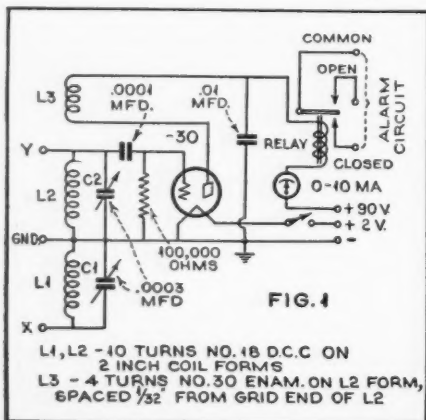 COMMON
.0001
MFD.
.01
MFD.
OPEN
L3
-30
ALARM
CIRCUIT
RELAY
CLOSED
Y
C2
L2
0-10 MA
+90V.
+2V.
-
GND
100,000
OHMS
L1
C1
.0003
MFD
X
FIG.1
L1, L2 - 10 TURNS NO. 18 D.C.C ON
2 INCH COIL FORMS
L3 - 4 TURNS NO. 30 ENAM. ON L2 FORM,
SPACED 1/32" FROM GRID END OF L2